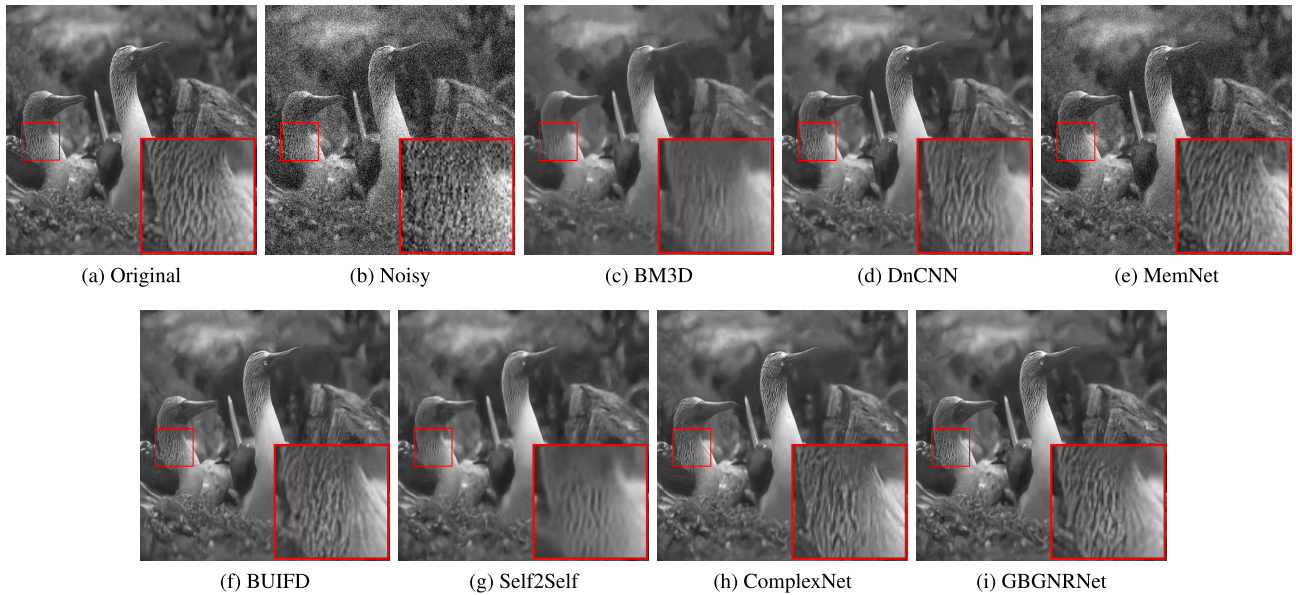 (a) Original
(b) Noisy
(c) BM3D
(d) DnCNN
(e) MemNet
(f) BUIFD
(g) Self2Self
(h) ComplexNet
(i) GBGNRNet